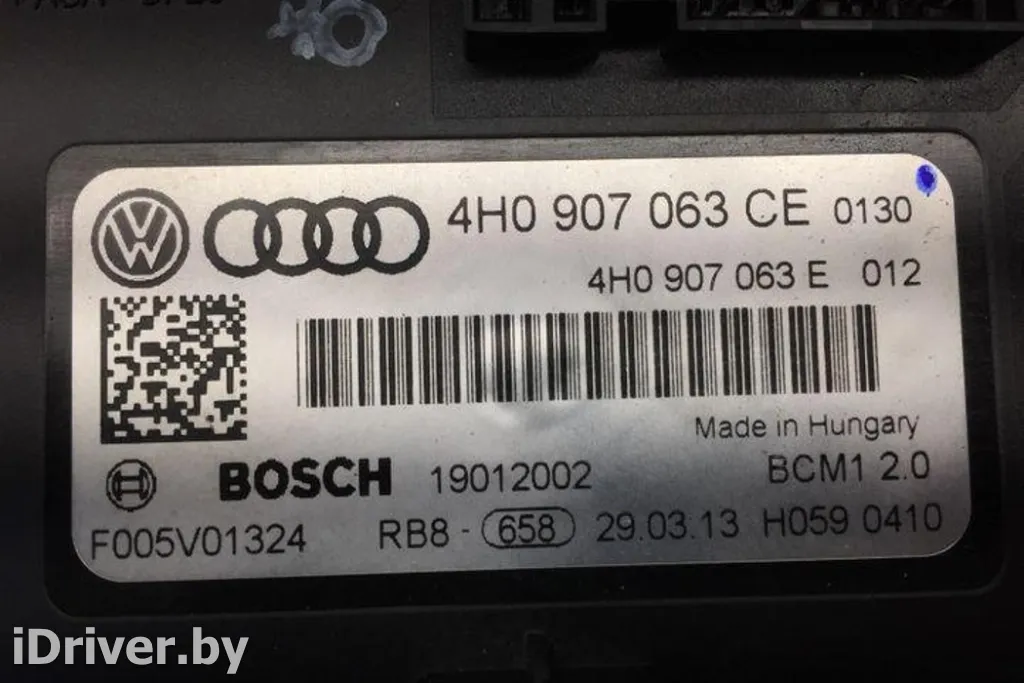 4H0 907 063 CE 0130
4H0 907 063 E 012
Made in Hungary
BOSCH 19012002 BCM1 2.0
F005V01324 RB8 - 658 29.03.13 H059 0410
iDriver.by